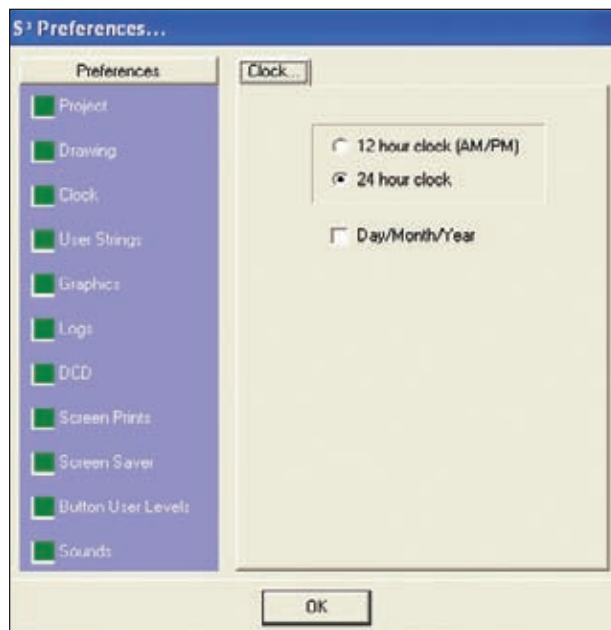 S³ Preferences...
Preferences
Project
Drawing
Clock
User Strings
Graphics
Logs
DCD
Screen Prints
Screen Saver
Button User Levels
Sounds
Clock...
12 hour clock (AM/PM)
24 hour clock
Day/Month/Year
OK